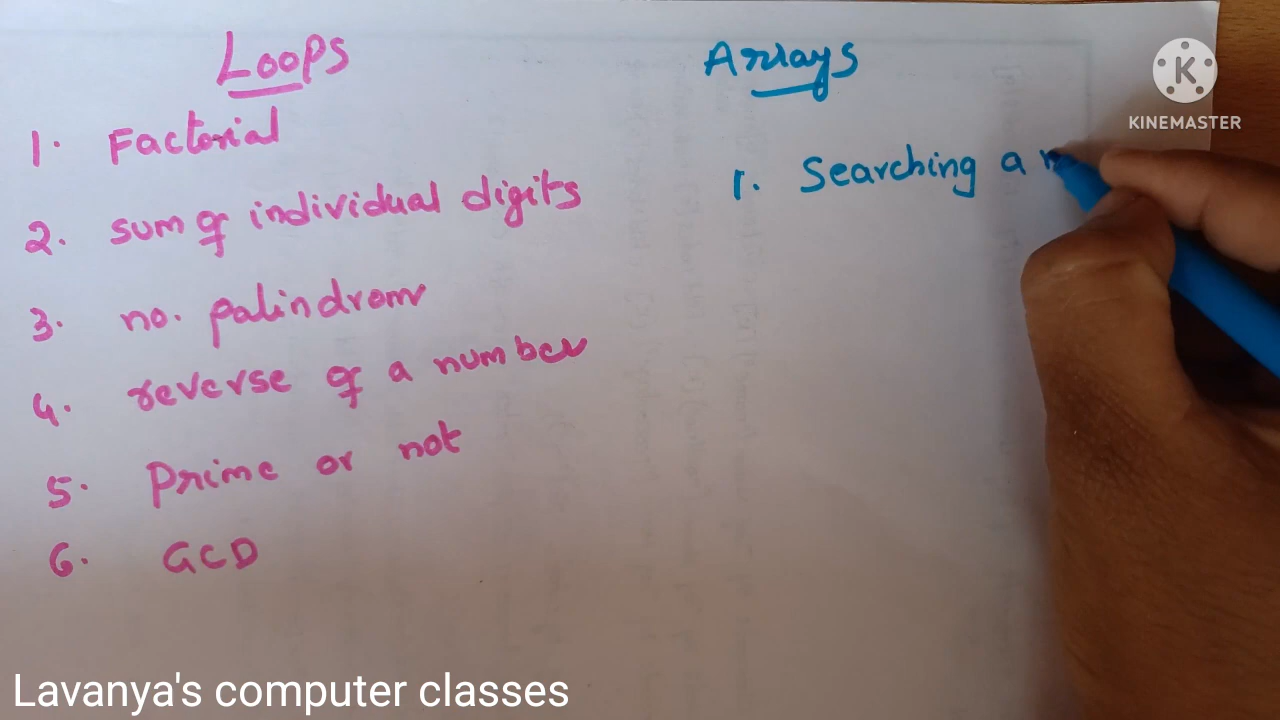 Loops
1. Factorial
2. sum of individual digits
3. no. palindrome
4. reverse of a number
5. Prime or not
6. GCD
Arrays
1. Searching a
K
KINEMASTER
Lavanya's computer classes